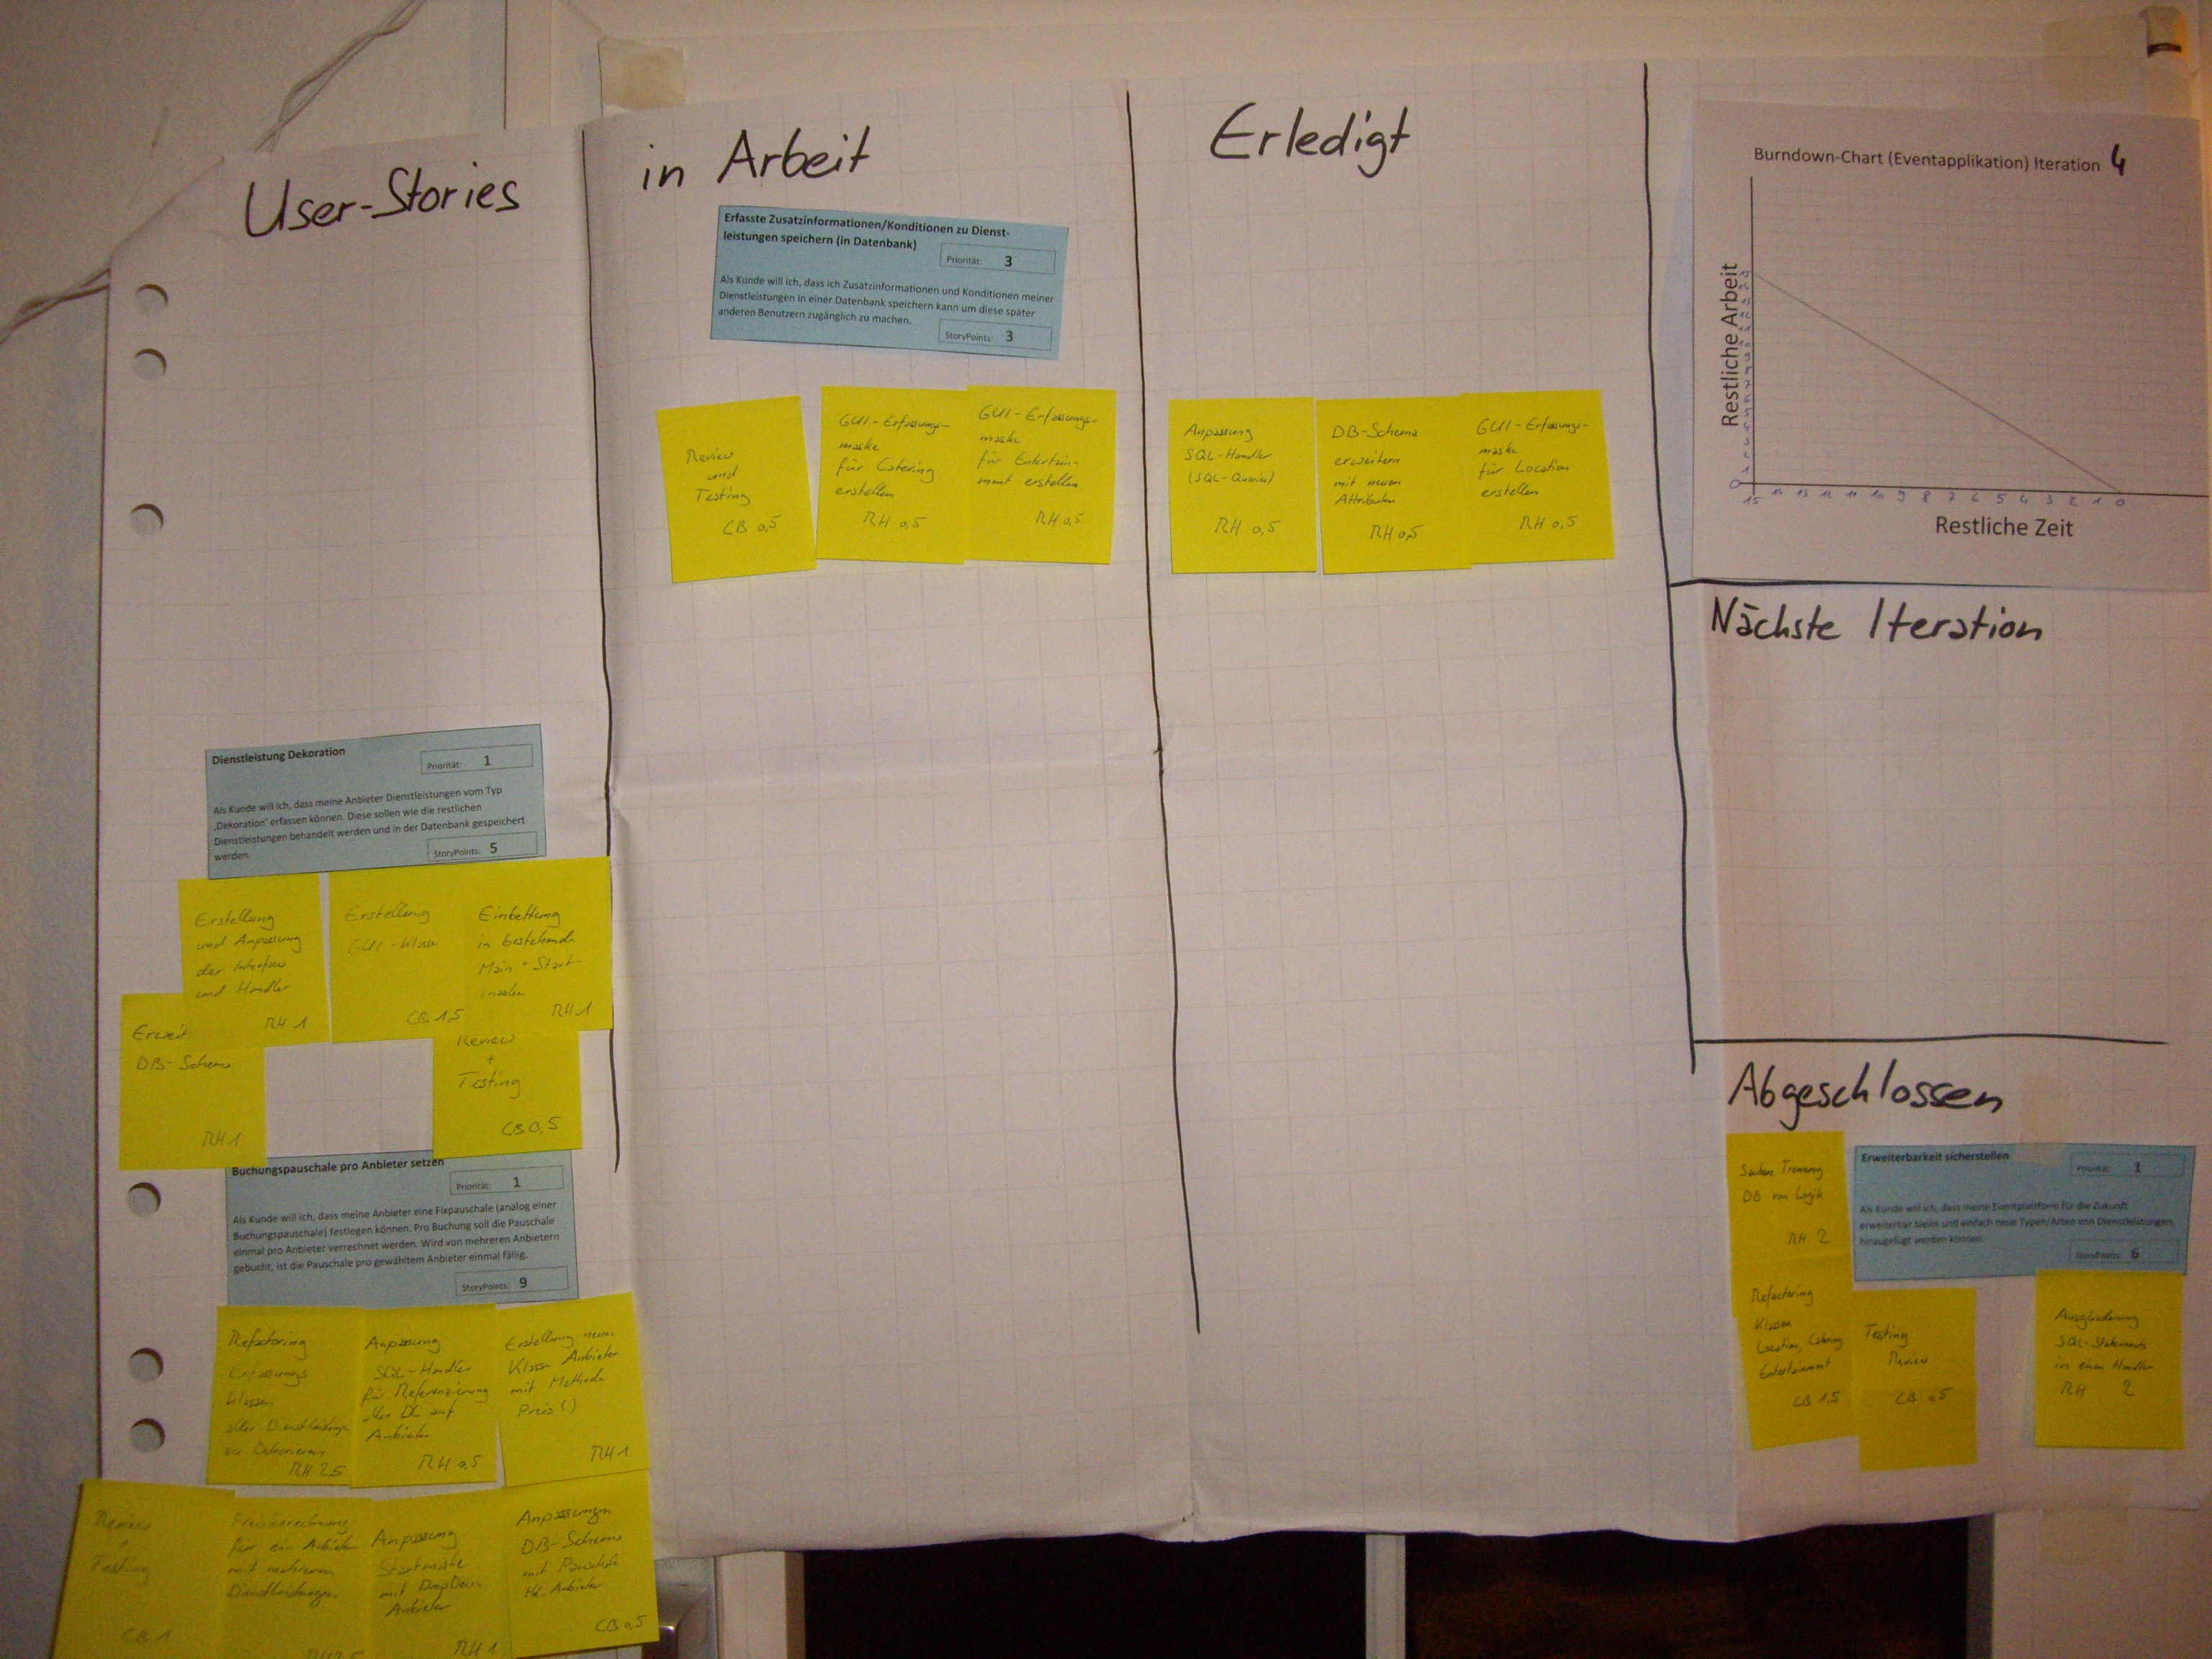 User-Stories
in Arbeit
Erledigt
Burndown-Chart (Eventapplikation) Iteration 4
Restliche Arbeit
15 14 13 12 11 10 9 8 7 6 5 4 3 2 1 0
Restliche Zeit
Erfasste Zusatzinformationen/Konditionen zu Dienst-
leistungen speichern (in Datenbank)
Priorität: 3
Als Kunde will ich, dass ich Zusatzinformationen und Konditionen meiner
Dienstleistungen in einer Datenbank speichern kann um diese später
anderen Benutzern zugänglich zu machen.
StoryPoints: 3
Review
und
Testing
CB 0,5
GUI-Erfassungs-
maske
für Catering
erstellen
RH 0,5
GUI-Erfassungs-
maske
für Entertain-
ment erstellen
RH 0,5
Anpassung
SQL-Handler
(SQL-Queries)
RH 0,5
DB-Schema
erweitern
mit neuen
Attributen
RH 0,5
GUI-Erfassungs-
maske
für Location
erstellen
RH 0,5
Nächste Iteration
Dienstleistung Dekoration
Priorität: 1
Als Kunde will ich, dass meine Anbieter Dienstleistungen vom Typ
‚Dekoration' erfassen können. Diese sollen wie die restlichen
Dienstleistungen behandelt werden und in der Datenbank gespeichert
werden.
StoryPoints: 5
Erstellung
und Anpassung
der Interfaces
und Handler
RH 1
Erstellung
GUI-Klasse
CB 1,5
Einbettung
in bestehende
Main + Start-
maske
RH 1
Erweit
DB-Schema
RH 1
Review
+
Testing
CB 0,5
Buchungspauschale pro Anbieter setzen
Priorität: 1
Als Kunde will ich, dass meine Anbieter eine Fixpauschale (analog einer
Buchungspauschale) festlegen können. Pro Buchung soll die Pauschale
einmal pro Anbieter verrechnet werden. Wird von mehreren Anbietern
gebucht, ist die Pauschale pro gewähltem Anbieter einmal fällig.
StoryPoints: 9
Refactoring
Erfassungs
klassen
aller Dienstleistungen
RH 2,5
Anpassung
SQL-Handler
für Referenzierung
aller DL auf
Anbieter
RH 0,5
Erstellung neuen
Klasse Anbieter
mit Methode
Preis()
RH 1
Review
+
Testing
CB 1
Preisberechnung
für ein Anbieter
mit mehreren
Dienstleistungen
Anpassung
Startmaske
mit DropDown
Anbieter
RH 1
Anpassungen
DB-Schema
mit Pauschale
Anbieter
CB 0,5
Abgeschlossen
Saubere Trennung
DB von Logik
RH 2
Erweiterbarkeit sicherstellen
Priorität: 1
Als Kunde will ich, dass meine Eventplattform für die Zukunft
erweiterbar bleibt und einfach neue Typen/Arten von Dienstleistungen
hinzugefügt werden können.
StoryPoints: 6
Refactoring
Klassen
Location, Catering
Entertainment
CB 1,5
Testing
Review
CB 0,5
Ausgliederung
SQL-Statements
in einen Handler
RH 2